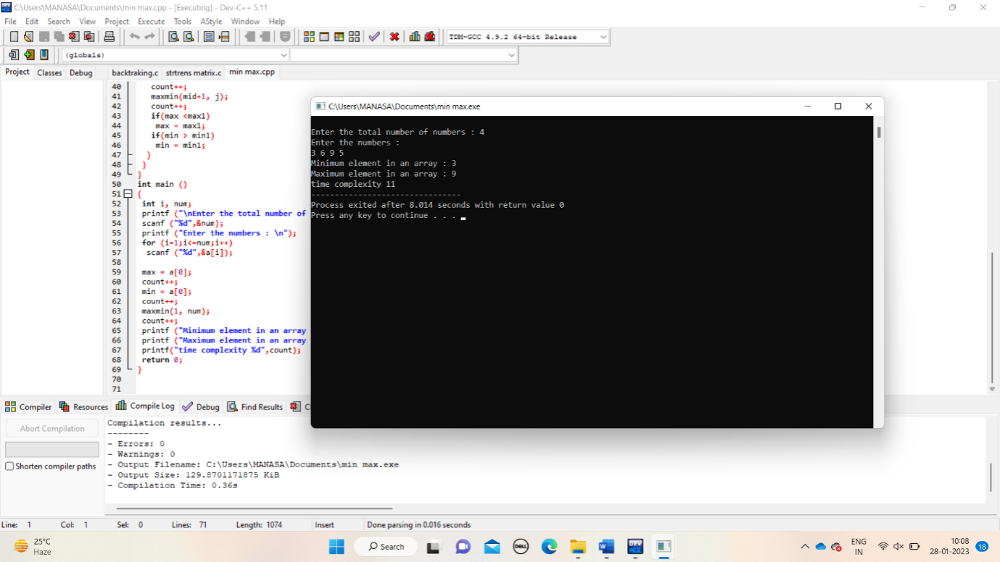 C:\Users\MANASA\Documents\min max.cpp - [Executing] - Dev-C++ 5.11
File Edit Search View Project Execute Tools AStyle Window Help
TDM-GCC 4.9.2 64-bit Release
(globals)
Project Classes Debug
backtraking.c strtrens matrix.c min max.cpp
40 count++;
41 maxmin(mid+1, j);
42 count++;
43 if(max <max1)
44 max = max1;
45 if(min > min1)
46 min = min1;
47 }
48 }
49 }
50 int main ()
51 {
52 int i, num;
53 printf ("\nEnter the total number of
54 scanf ("%d",&num);
55 printf ("Enter the numbers : \n");
56 for (i=1;i<=num;i++)
57 scanf ("%d",&a[i]);
58
59 max = a[0];
60 count++;
61 min = a[0];
62 count++;
63 maxmin(1, num);
64 count++;
65 printf ("Minimum element in an array
66 printf ("Maximum element in an array
67 printf("time complexity %d",count);
68 return 0;
69 }
70
71
C:\Users\MANASA\Documents\min max.exe
Enter the total number of numbers : 4
Enter the numbers :
3 6 9 5
Minimum element in an array : 3
Maximum element in an array : 9
time complexity 11
--------------------------------
Process exited after 8.014 seconds with return value 0
Press any key to continue . . .
Compiler Resources Compile Log Debug Find Results
Abort Compilation
Shorten compiler paths
Compilation results...
--------
- Errors: 0
- Warnings: 0
- Output Filename: C:\Users\MANASA\Documents\min max.exe
- Output Size: 129.8701171875 KiB
- Compilation Time: 0.36s
Line: 1 Col: 1 Sel: 0 Lines: 71 Length: 1074 Insert Done parsing in 0.016 seconds
25°C
Haze
Search
DELL
DEV
ENG
IN
10:08
28-01-2023
18